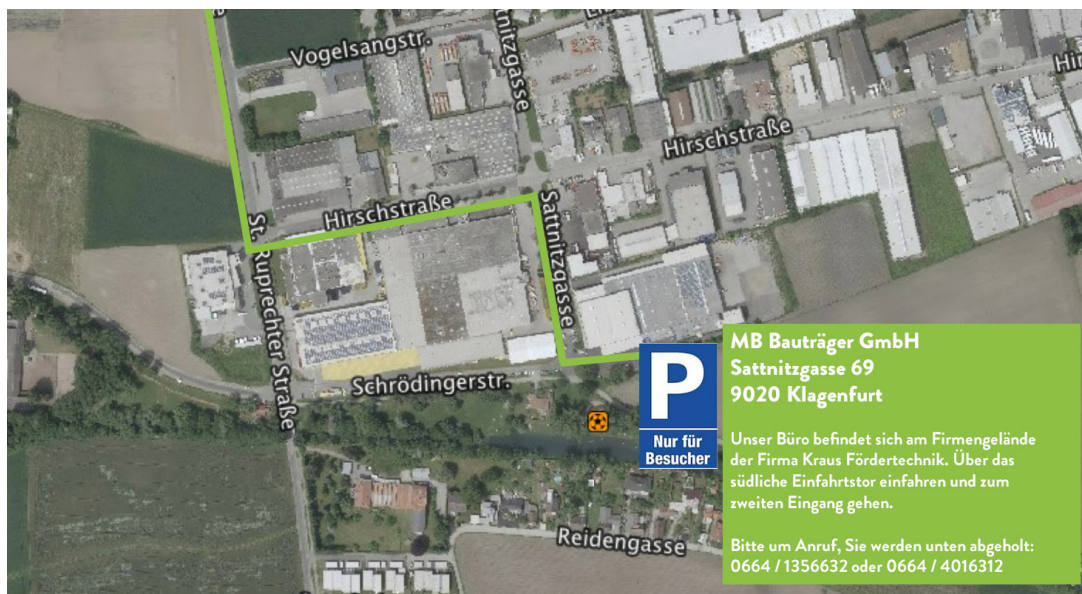 Vogelsangstr.
Hirschstraße
Hirschstraße
St. Ruprechter Straße
Sattnitzgasse
Schrödingerstr.
Reidengasse
P
Nur für
Besucher
MB Bauträger GmbH
Sattnitzgasse 69
9020 Klagenfurt
Unser Büro befindet sich am Firmengelände
der Firma Kraus Fördertechnik. Über das
südliche Einfahrtstor einfahren und zum
zweiten Eingang gehen.
Bitte um Anruf, Sie werden unten abgeholt:
0664 / 1356632 oder 0664 / 4016312